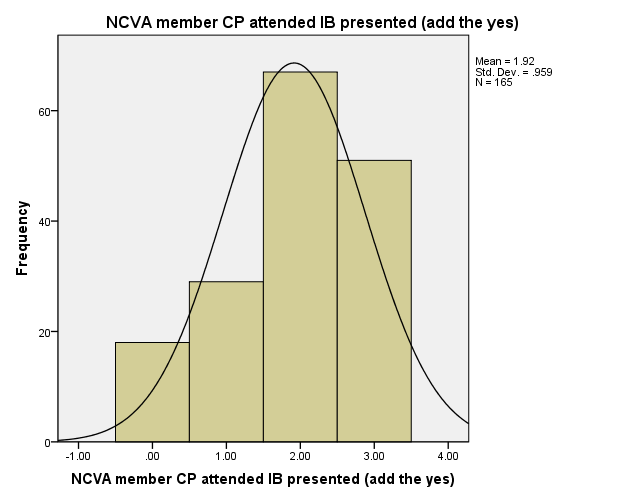 NCVA member CP attended IB presented (add the yes)
Mean = 1.92
Std. Dev. = .959
N = 165
Frequency
60
40
20
0
-1.00 .00 1.00 2.00 3.00 4.00
NCVA member CP attended IB presented (add the yes)